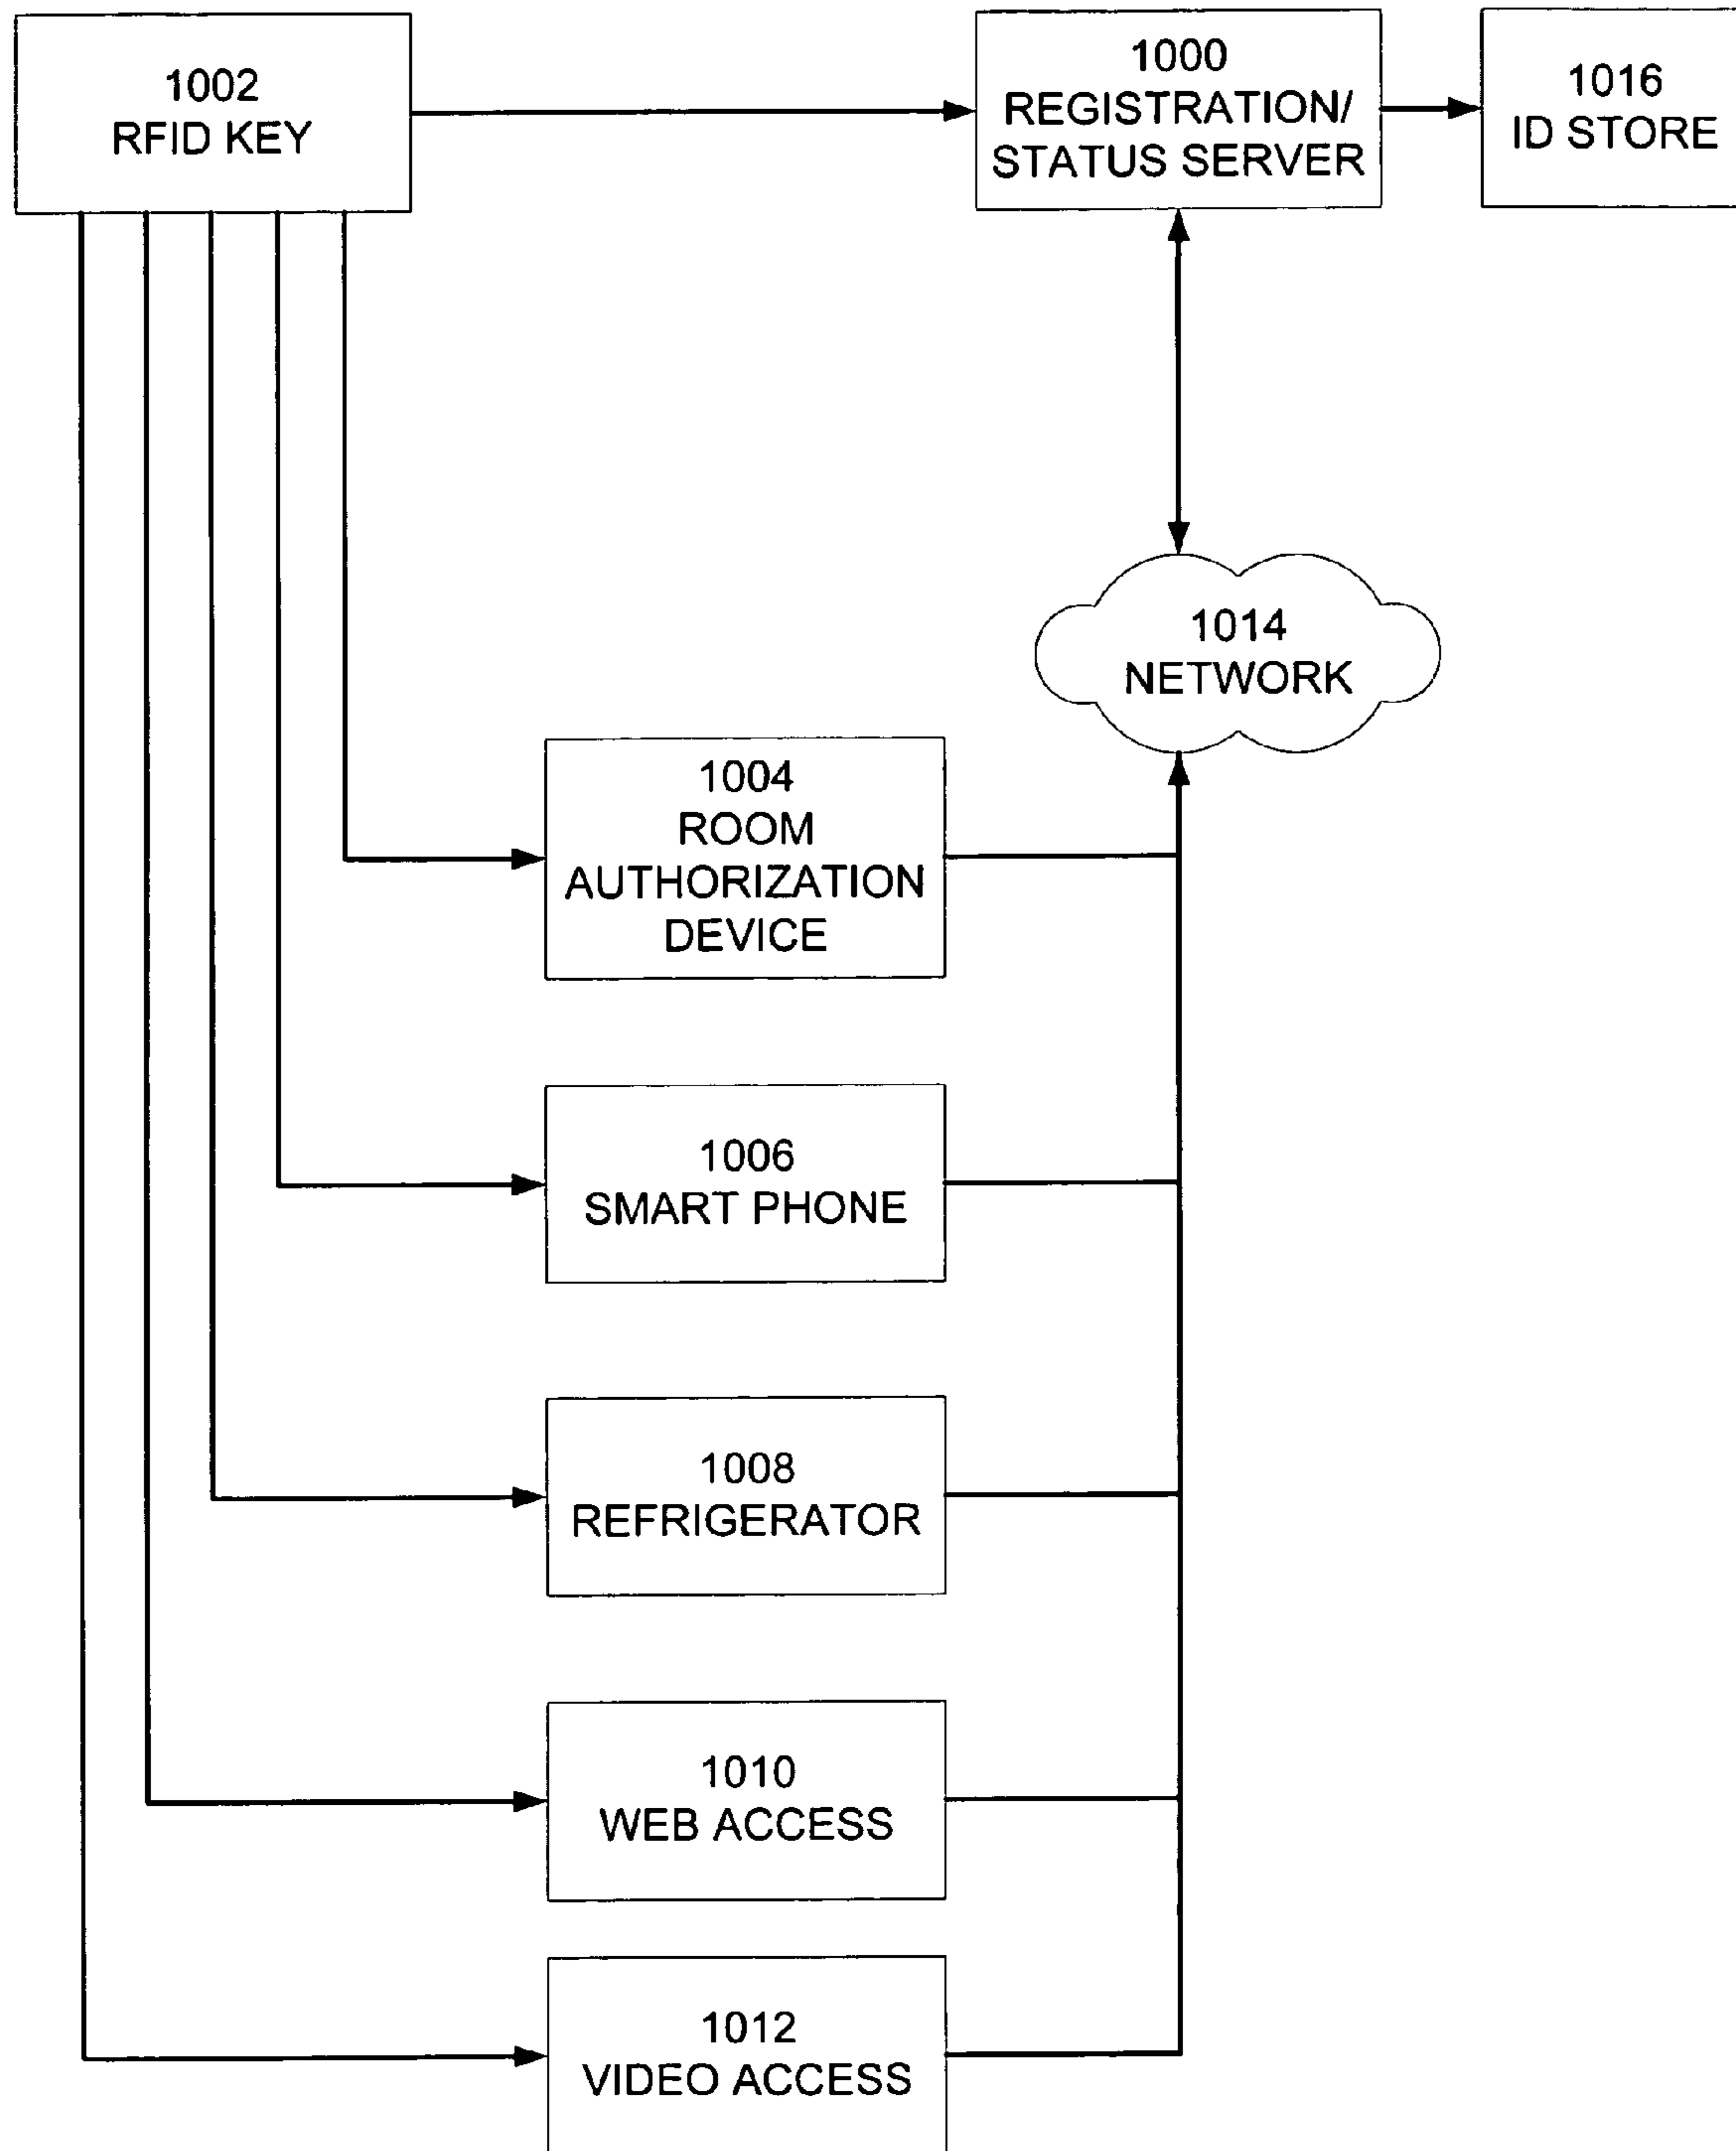 1002
RFID KEY
1000
REGISTRATION/
STATUS SERVER
1016
ID STORE
1014
NETWORK
1004
ROOM
AUTHORIZATION
DEVICE
1006
SMART PHONE
1008
REFRIGERATOR
1010
WEB ACCESS
1012
VIDEO ACCESS